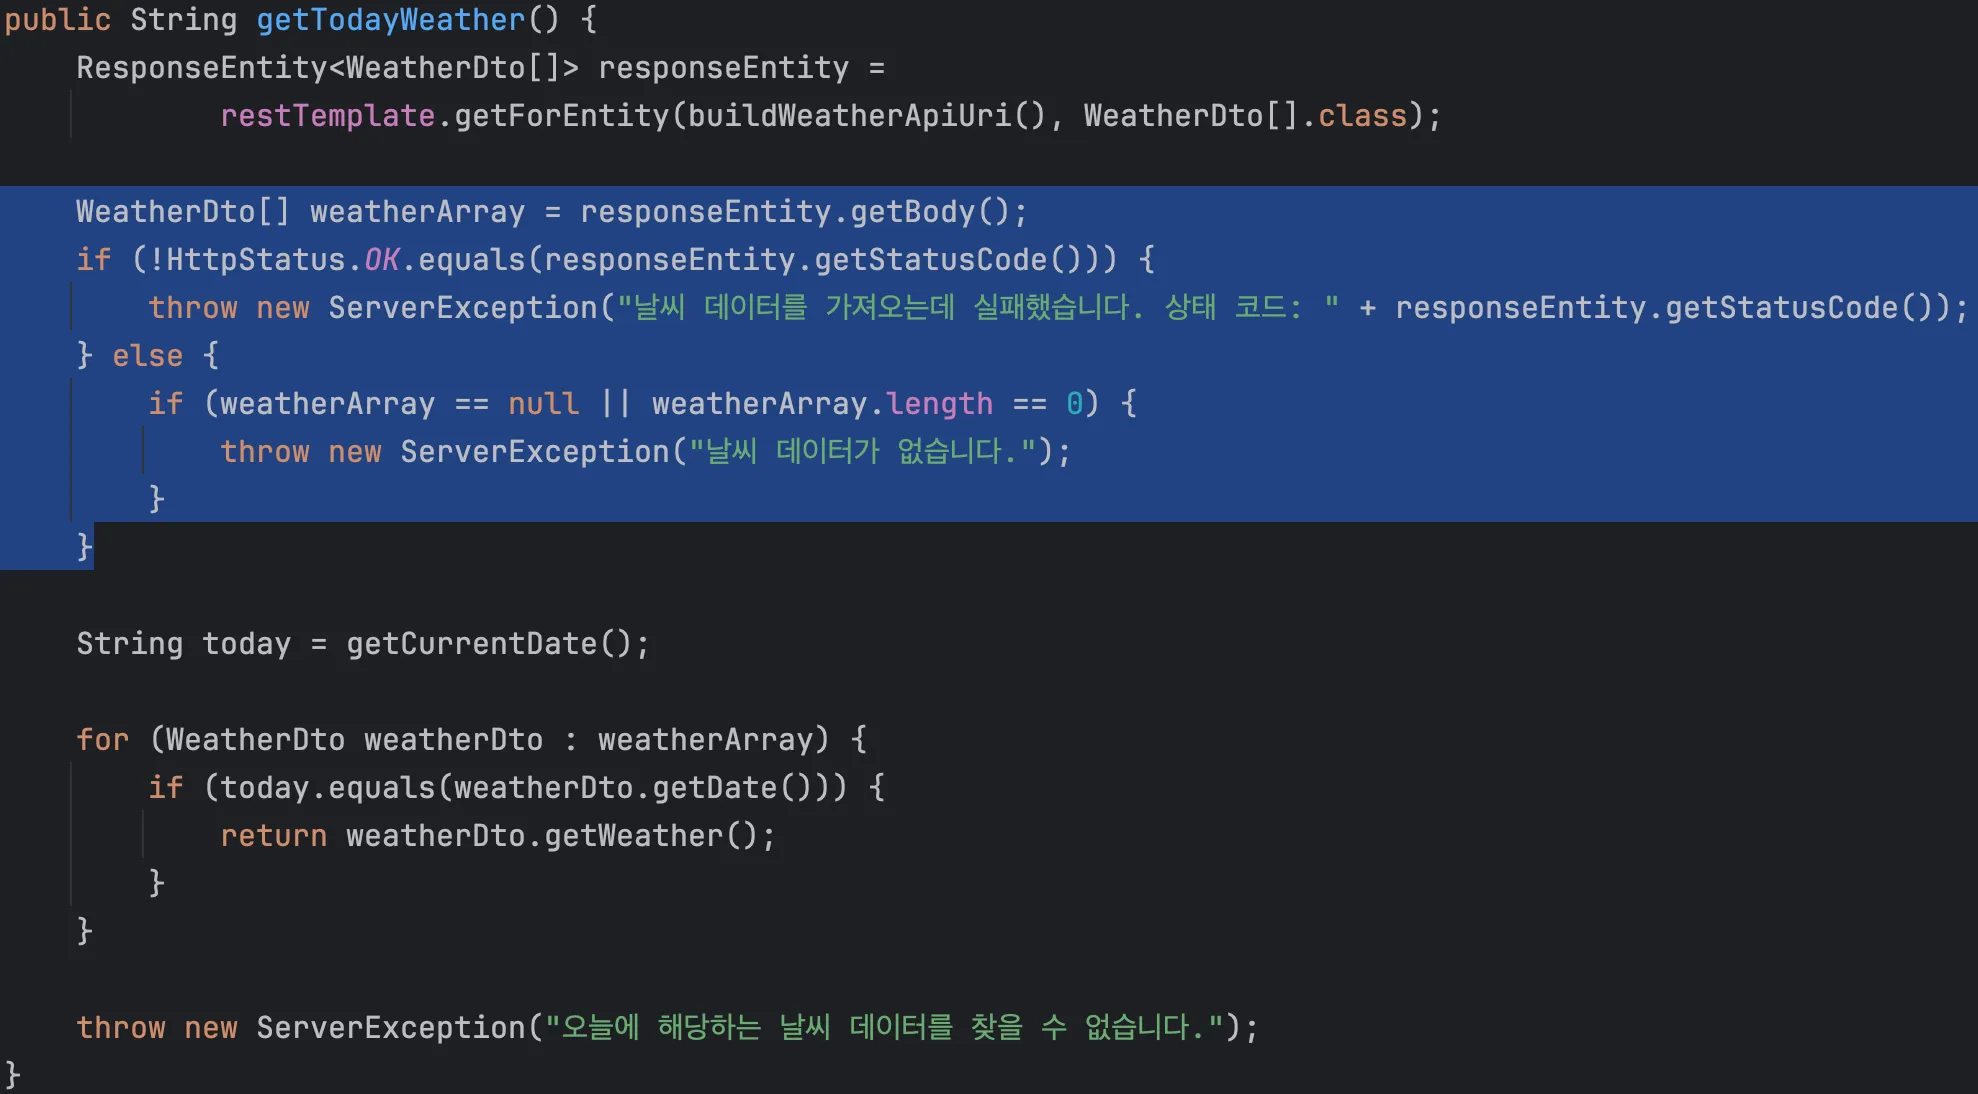 public String getTodayWeather() {
ResponseEntity<WeatherDto[]> responseEntity =
restTemplate.getForEntity(buildWeatherApiUri(), WeatherDto[].class);
WeatherDto[] weatherArray = responseEntity.getBody();
if (!HttpStatus.OK.equals(responseEntity.getStatusCode())) {
throw new ServerException("날씨 데이터를 가져오는데 실패했습니다. 상태 코드: " + responseEntity.getStatusCode());
} else {
if (weatherArray == null || weatherArray.length == 0) {
throw new ServerException("날씨 데이터가 없습니다.");
}
}
String today = getCurrentDate();
for (WeatherDto weatherDto : weatherArray) {
if (today.equals(weatherDto.getDate())) {
return weatherDto.getWeather();
}
}
throw new ServerException("오늘에 해당하는 날씨 데이터를 찾을 수 없습니다.");
}